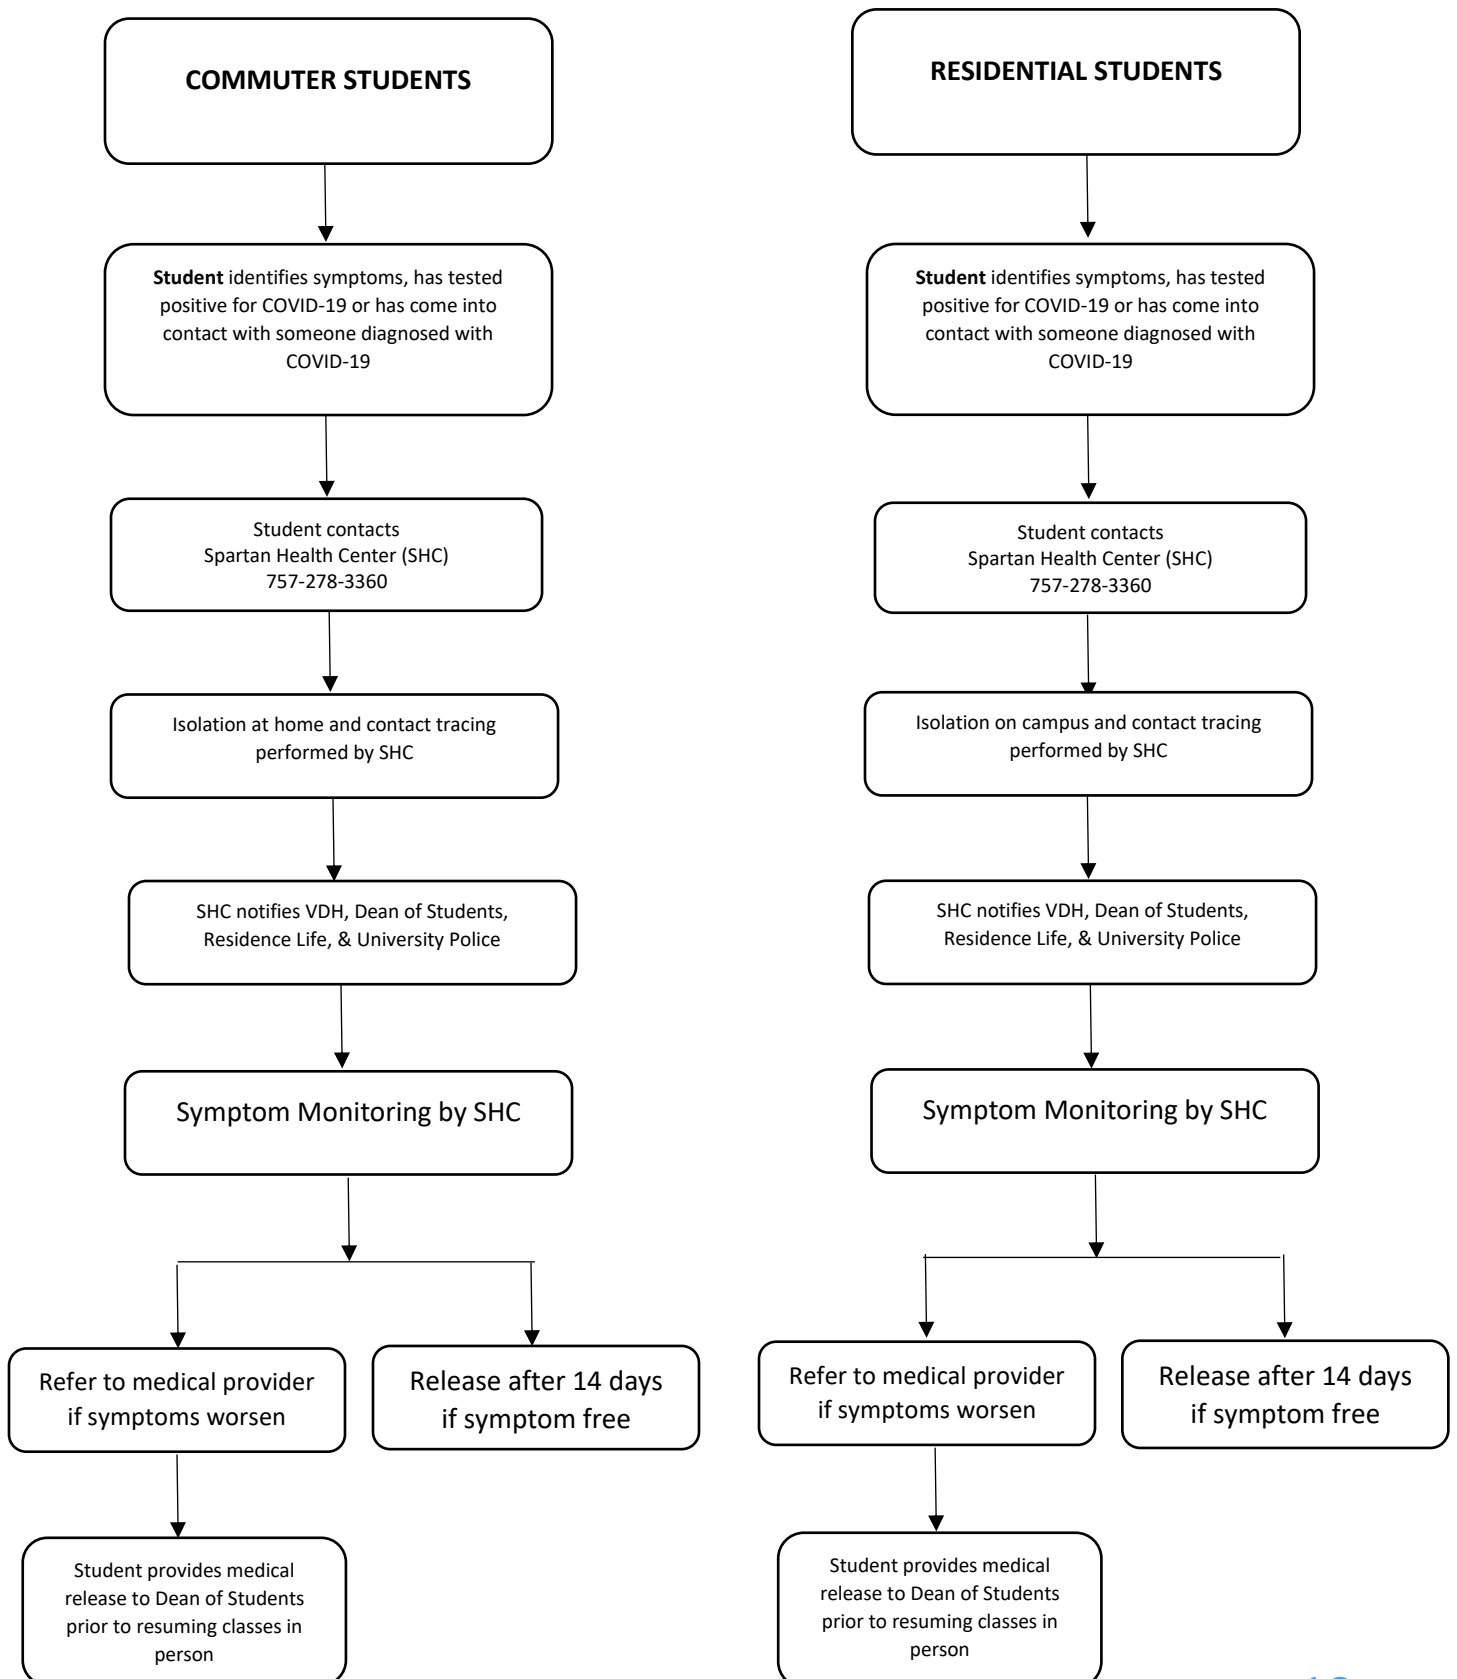 COMMUTER STUDENTS
Student identifies symptoms, has tested
positive for COVID-19 or has come into
contact with someone diagnosed with
COVID-19
Student contacts
Spartan Health Center (SHC)
757-278-3360
Isolation at home and contact tracing
performed by SHC
SHC notifies VDH, Dean of Students,
Residence Life, & University Police
Symptom Monitoring by SHC
Refer to medical provider
if symptoms worsen
Release after 14 days
if symptom free
Student provides medical
release to Dean of Students
prior to resuming classes in
person
RESIDENTIAL STUDENTS
Student identifies symptoms, has tested
positive for COVID-19 or has come into
contact with someone diagnosed with
COVID-19
Student contacts
Spartan Health Center (SHC)
757-278-3360
Isolation on campus and contact tracing
performed by SHC
SHC notifies VDH, Dean of Students,
Residence Life, & University Police
Symptom Monitoring by SHC
Refer to medical provider
if symptoms worsen
Release after 14 days
if symptom free
Student provides medical
release to Dean of Students
prior to resuming classes in
person